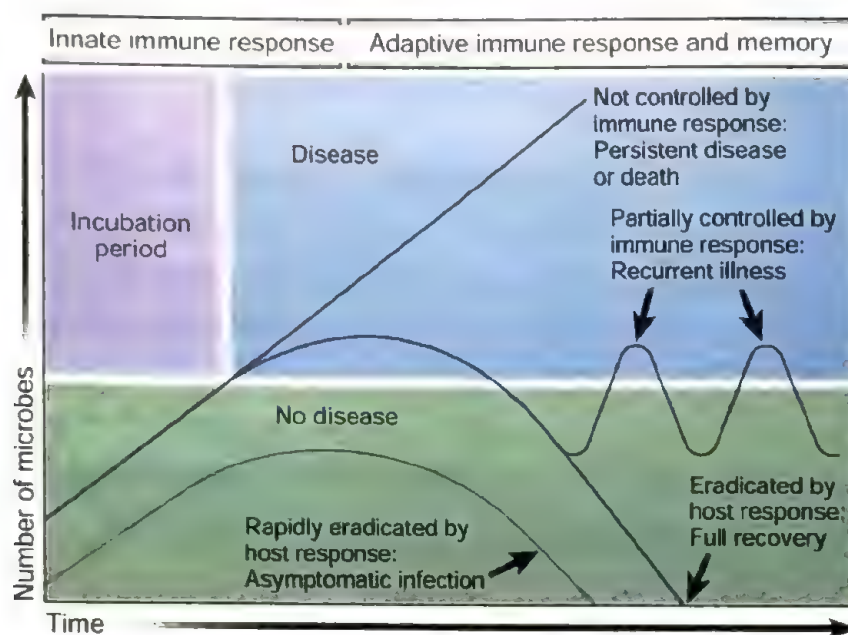 Innate immune response
Adaptive immune response and memory
Not controlled by
immune response:
Persistent disease
or death
Disease
Incubation
period
Partially controlled by
immune response:
Recurrent illness
No disease
Number of microbes
Rapidly eradicated by
host response:
Asymptomatic infection
Eradicated by
host response:
Full recovery
Time